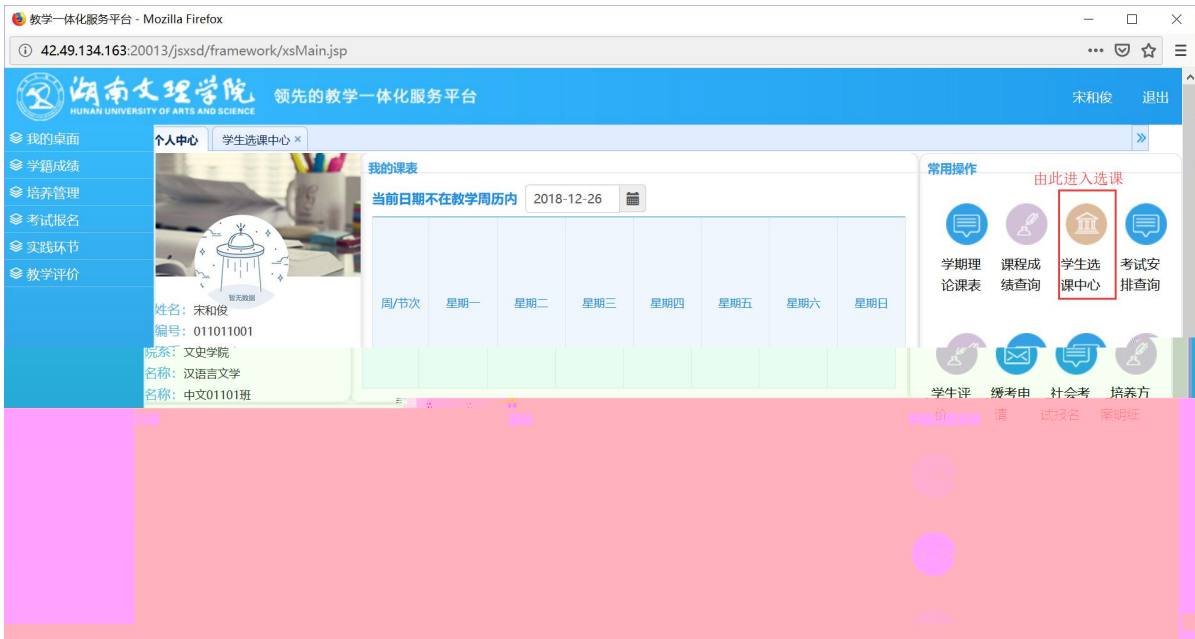 教学一体化服务平台 - Mozilla Firefox
42.49.134.163:20013/jsxsd/framework/xsMain.jsp
湖南文理学院
HUNAN UNIVERSITY OF ARTS AND SCIENCE
领先的教学一体化服务平台
宋和俊 退出
我的桌面
学籍成绩
培养管理
考试报名
实践环节
教学评价
个人中心 学生选课中心 ×
暂无数据
姓名：宋和俊
编号：011011001
院系：文史学院
名称：汉语言文学
名称：中文01101班
我的课表
当前日期不在教学周历内 2018-12-26
周/节次 星期一 星期二 星期三 星期四 星期五 星期六 星期日
常用操作
由此进入选课
学期理论课表
课程成绩查询
学生选课中心
考试安排查询
学生评价
缓考申请
社会考试报名
培养方案明细